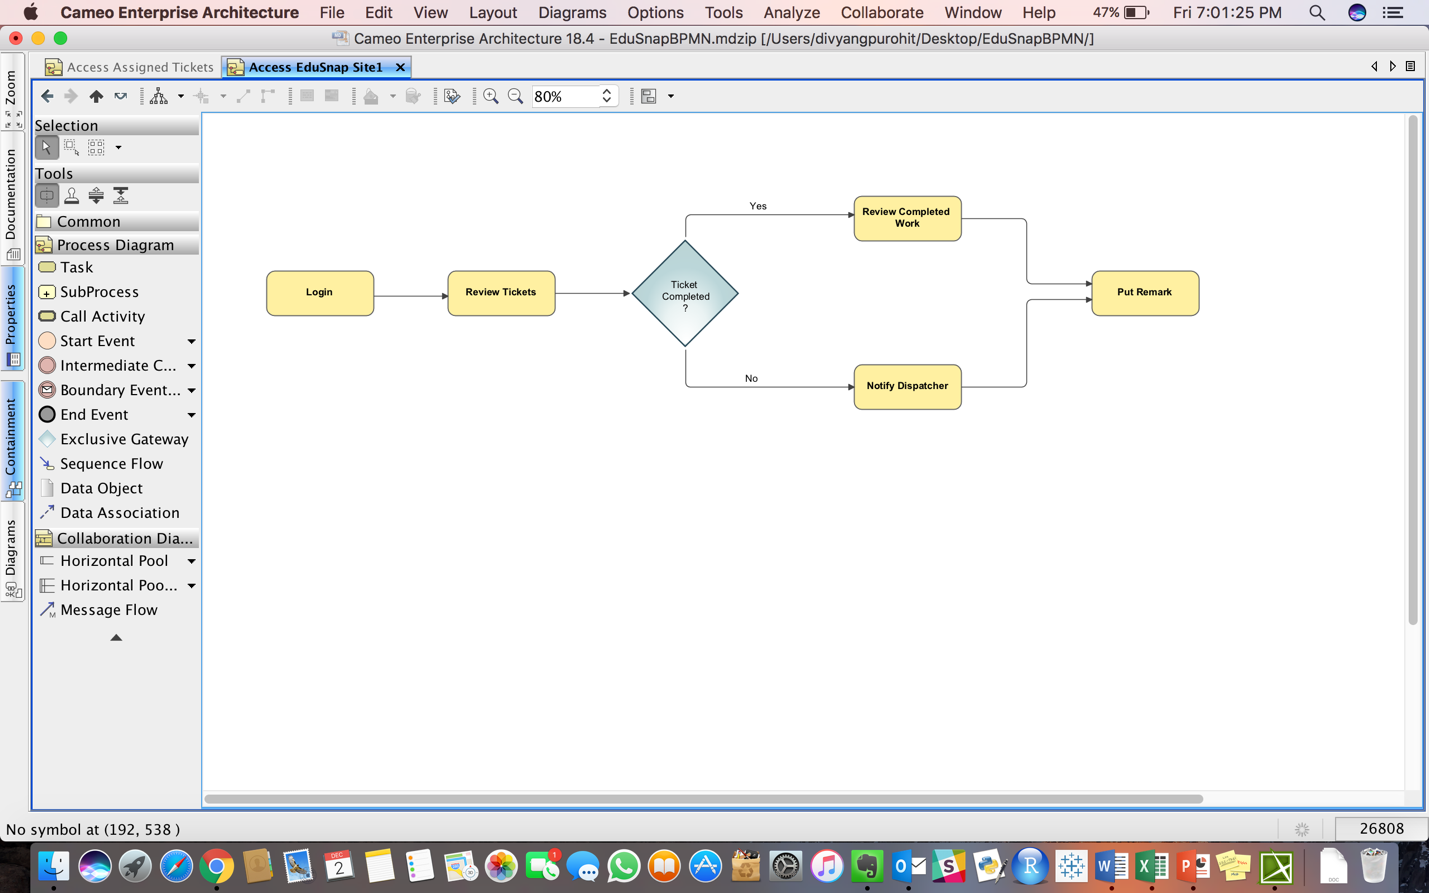 Cameo Enterprise Architecture File Edit View Layout Diagrams Options Tools Analyze Collaborate Window Help 47% Fri 7:01:25 PM
Cameo Enterprise Architecture 18.4 - EduSnapBPMN.mdzip [/Users/divyangpurohit/Desktop/EduSnapBPMN/]
Access Assigned Tickets Access EduSnap Site1
80%
Zoom
Documentation
Properties
Containment
Diagrams
Selection
Tools
Common
Process Diagram
Task
SubProcess
Call Activity
Start Event
Intermediate C...
Boundary Event...
End Event
Exclusive Gateway
Sequence Flow
Data Object
Data Association
Collaboration Dia...
Horizontal Pool
Horizontal Poo...
M
Message Flow
Login
Review Tickets
Ticket
Completed
?
Yes
No
Review Completed
Work
Notify Dispatcher
Put Remark
No symbol at (192, 538 )
26808
DEC
2
1
DOC